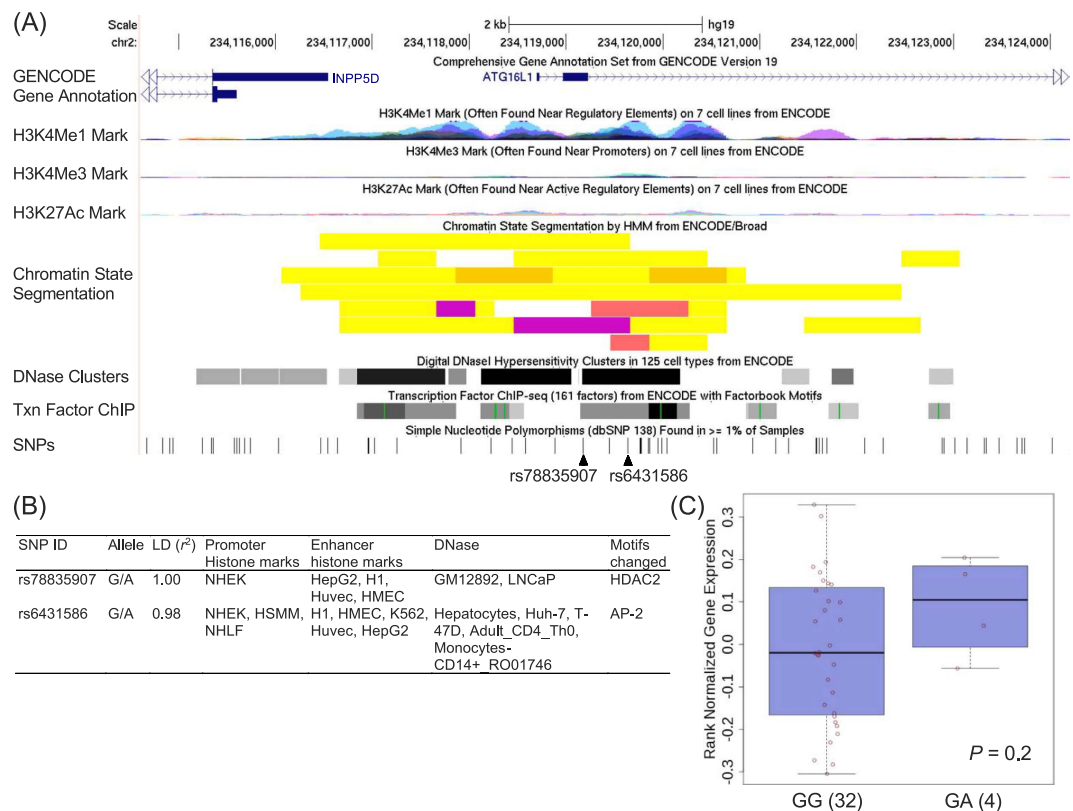 (A)
Scale
2 kb
hg19
chr2:
234,116,000
234,117,000
234,118,000
234,119,000
234,120,000
234,121,000
234,122,000
234,123,000
234,124,000
Comprehensive Gene Annotation Set from GENCODE Version 19
GENCODE
Gene Annotation
INPP5D
ATG16L1
H3K4Me1 Mark (Often Found Near Regulatory Elements) on 7 cell lines from ENCODE
H3K4Me1 Mark
H3K4Me3 Mark (Often Found Near Promoters) on 7 cell lines from ENCODE
H3K4Me3 Mark
H3K27Ac Mark (Often Found Near Active Regulatory Elements) on 7 cell lines from ENCODE
H3K27Ac Mark
Chromatin State Segmentation by HMM from ENCODE/Broad
Chromatin State
Segmentation
Digital DNaseI Hypersensitivity Clusters in 125 cell types from ENCODE
DNase Clusters
Transcription Factor ChIP-seq (161 factors) from ENCODE with Factorbook Motifs
Txn Factor ChIP
Simple Nucleotide Polymorphisms (dbSNP 138) Found in >= 1% of Samples
SNPs
rs78835907
rs6431586
(B)
SNP ID Allele LD (r²) Promoter Enhancer DNase Motifs
Histone marks histone marks changed
rs78835907 G/A 1.00 NHEK HepG2, H1, GM12892, LNCaP HDAC2
Huvec, HMEC
rs6431586 G/A 0.98 NHEK, HSMM, H1, HMEC, K562, Hepatocytes, Huh-7, T- AP-2
NHLF Huvec, HepG2 47D, Adult_CD4_Th0,
Monocytes-
CD14+_RO01746
(C)
Rank Normalized Gene Expression
0.3
0.2
0.1
0.0
-0.1
-0.2
-0.3
P = 0.2
GG (32)
GA (4)